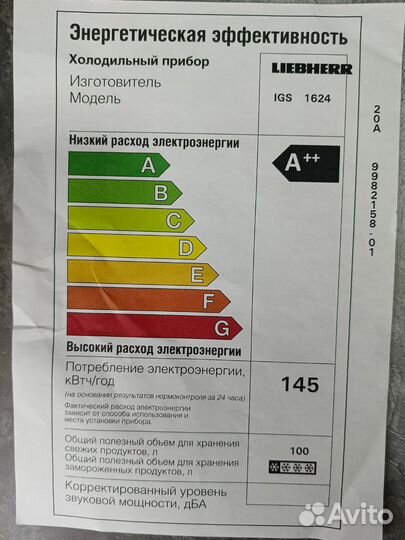 Энергетическая эффективность
Холодильный прибор LIEBHERR
Изготовитель
Модель IGS 1624
Низкий расход электроэнергии
A A++
B
C
D
E
F
G
Высокий расход электроэнергии
Потребление электроэнергии,
кВтч/год 145
(на основании результатов нормоконтроля за 24 часа)
Фактический расход электроэнергии
зависит от способа использования и
места установки прибора.
Общий полезный объем для хранения
свежих продуктов, л 100
Общий полезный объем для хранения
замороженных продуктов, л
Корректированный уровень
звуковой мощности, дБА
20A 9982158-01
Avito